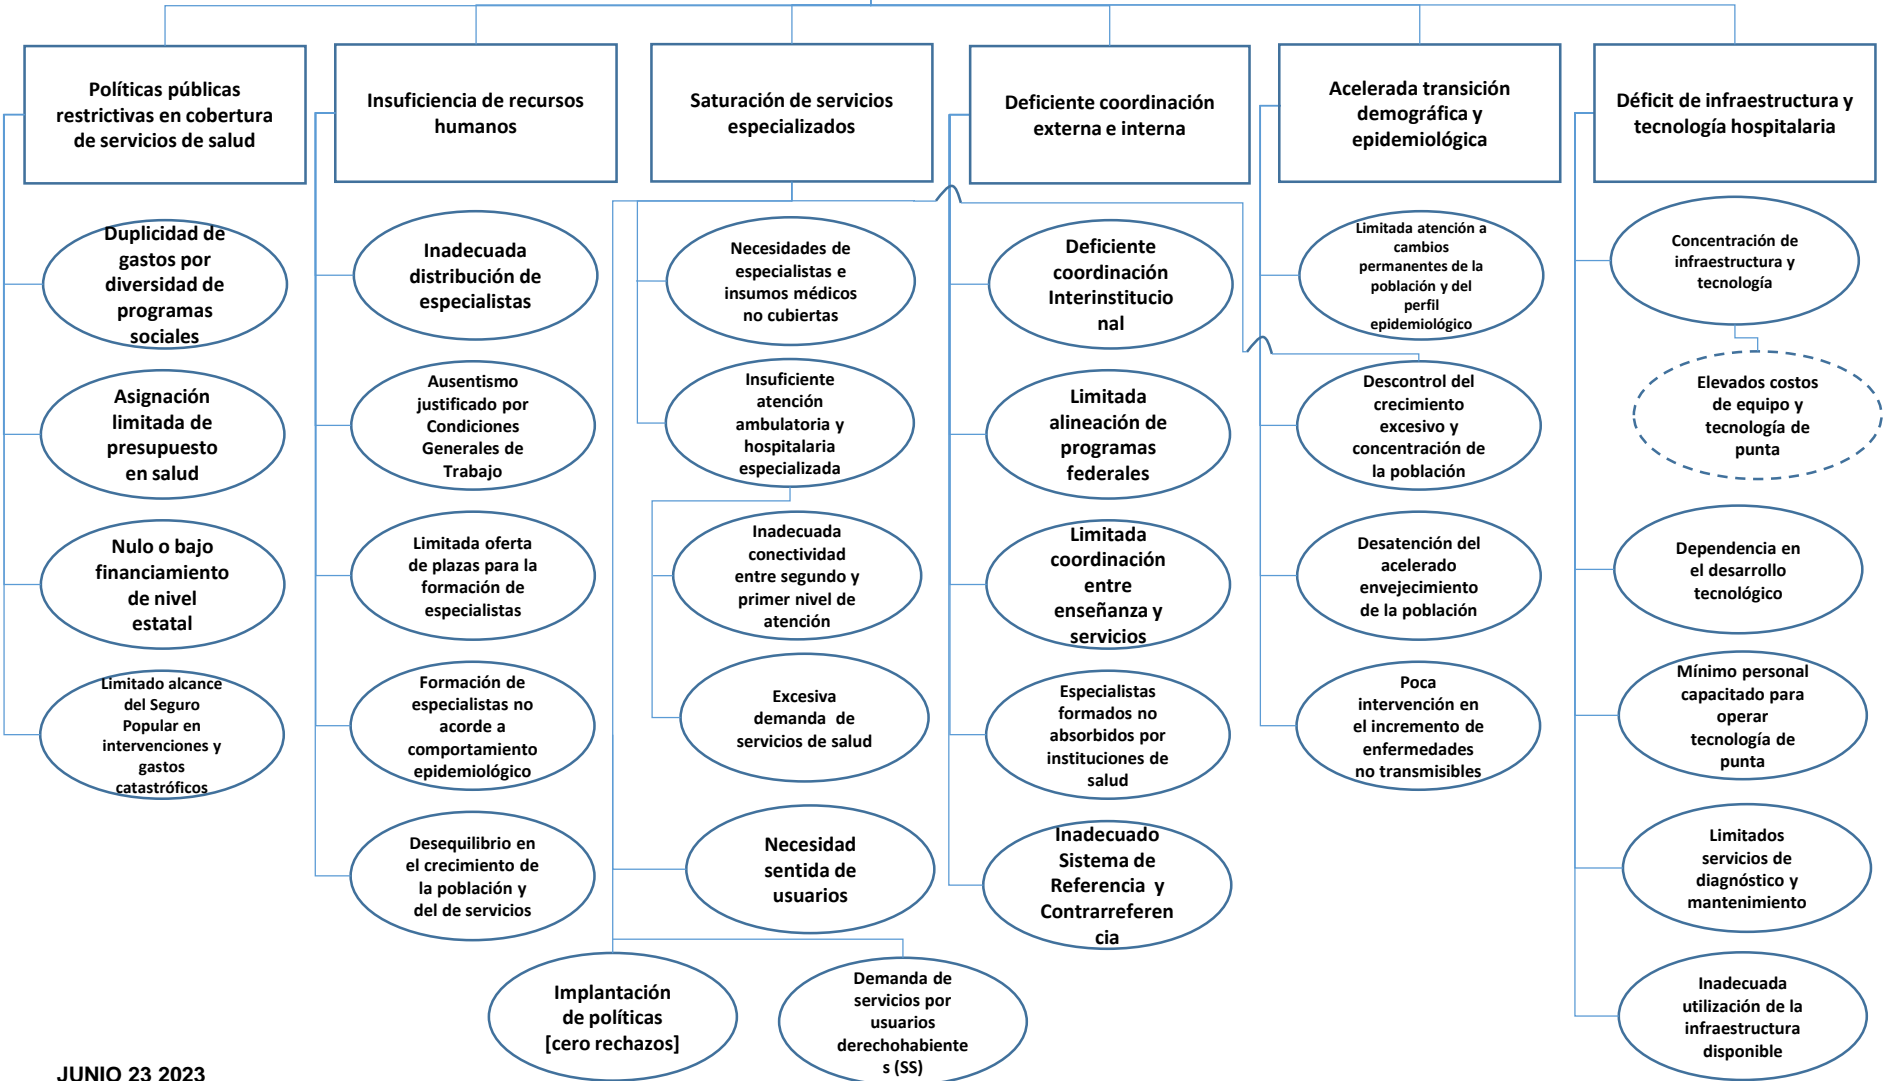 Políticas públicas
restrictivas en cobertura
de servicios de salud
Insuficiencia de recursos
humanos
Saturación de servicios
especializados
Deficiente coordinación
externa e interna
Acelerada transición
demográfica y
epidemiológica
Déficit de infraestructura y
tecnología hospitalaria
Duplicidad de
gastos por
diversidad de
programas
sociales
Asignación
limitada de
presupuesto
en salud
Nulo o bajo
financiamiento
de nivel
estatal
Limitado alcance
del Seguro
Popular en
intervenciones y
gastos
catastróficos
Inadecuada
distribución de
especialistas
Ausentismo
justificado por
Condiciones
Generales de
Trabajo
Limitada oferta
de plazas para la
formación de
especialistas
Formación de
especialistas no
acorde a
comportamiento
epidemiológico
Desequilibrio en
el crecimiento de
la población y
del de servicios
Necesidades de
especialistas e
insumos médicos
no cubiertas
Insuficiente
atención
ambulatoria y
hospitalaria
especializada
Inadecuada
conectividad
entre segundo y
primer nivel de
atención
Excesiva
demanda de
servicios de salud
Necesidad
sentida de
usuarios
Implantación
de políticas
[cero rechazos]
Demanda de
servicios por
usuarios
derechohabiente
s (SS)
Deficiente
coordinación
Interinstitucio
nal
Limitada
alineación de
programas
federales
Limitada
coordinación
entre
enseñanza y
servicios
Especialistas
formados no
absorbidos por
instituciones de
salud
Inadecuado
Sistema de
Referencia y
Contrarreferen
cia
Limitada atención a
cambios
permanentes de la
población y del
perfil
epidemiológico
Descontrol del
crecimiento
excesivo y
concentración de
la población
Desatención del
acelerado
envejecimiento
de la población
Poca
intervención en
el incremento de
enfermedades
no transmisibles
Concentración de
infraestructura y
tecnología
Elevados costos
de equipo y
tecnología de
punta
Dependencia en
el desarrollo
tecnológico
Mínimo personal
capacitado para
operar
tecnología de
punta
Limitados
servicios de
diagnóstico y
mantenimiento
Inadecuada
utilización de la
infraestructura
disponible
JUNIO 23 2023